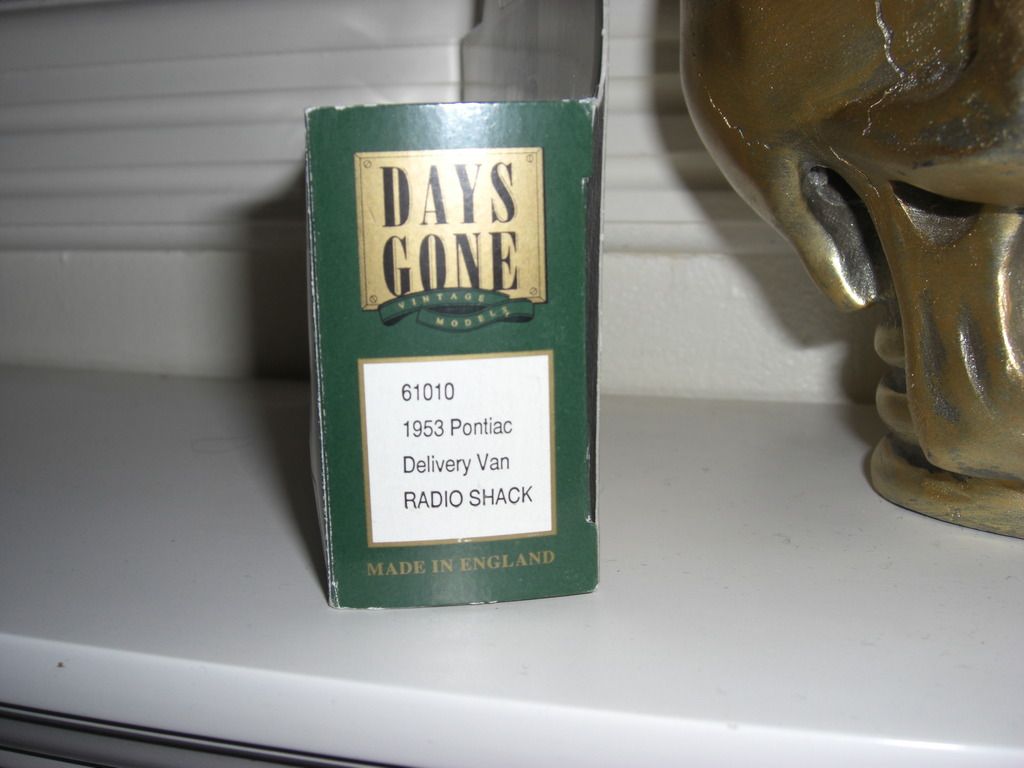 DAYS
GONE
VINTAGE
MODELS
61010
1953 Pontiac
Delivery Van
RADIO SHACK
MADE IN ENGLAND